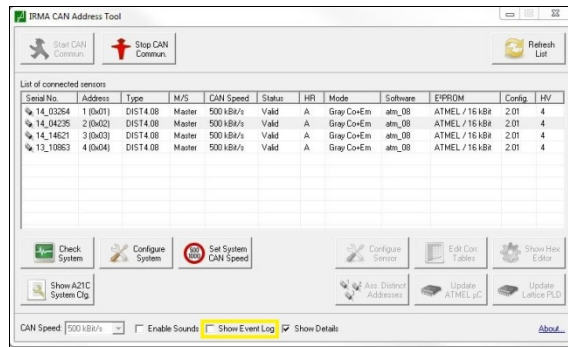 IRMA CAN Address Tool
Start CAN Commun.
Stop CAN Commun.
Refresh List
List of connected sensors
Serial No. Address Type M/S CAN Speed Status HR Mode Software E²PROM Config. HV
14_03264 1 (0x01) DIST4.08 Master 500 kBit/s Valid A Gray Co+Em atm_08 ATMEL / 16 kBit 2.01 4
14_04235 2 (0x02) DIST4.08 Master 500 kBit/s Valid A Gray Co+Em atm_08 ATMEL / 16 kBit 2.01 4
14_14621 3 (0x03) DIST4.08 Master 500 kBit/s Valid A Gray Co+Em atm_08 ATMEL / 16 kBit 2.01 4
13_10863 4 (0x04) DIST4.08 Master 500 kBit/s Valid A Gray Co+Em atm_08 ATMEL / 16 kBit 2.01 4
Check System
Configure System
500 1000
Set System CAN Speed
Configure Sensor
Edit Corr. Tables
Show Hex Editor
Show A21C System Cfg.
Ass. Distinct Addresses
Update ATMEL µC
Update Lattice PLD
CAN Speed: 500 kBit/s Enable Sounds Show Event Log Show Details About...